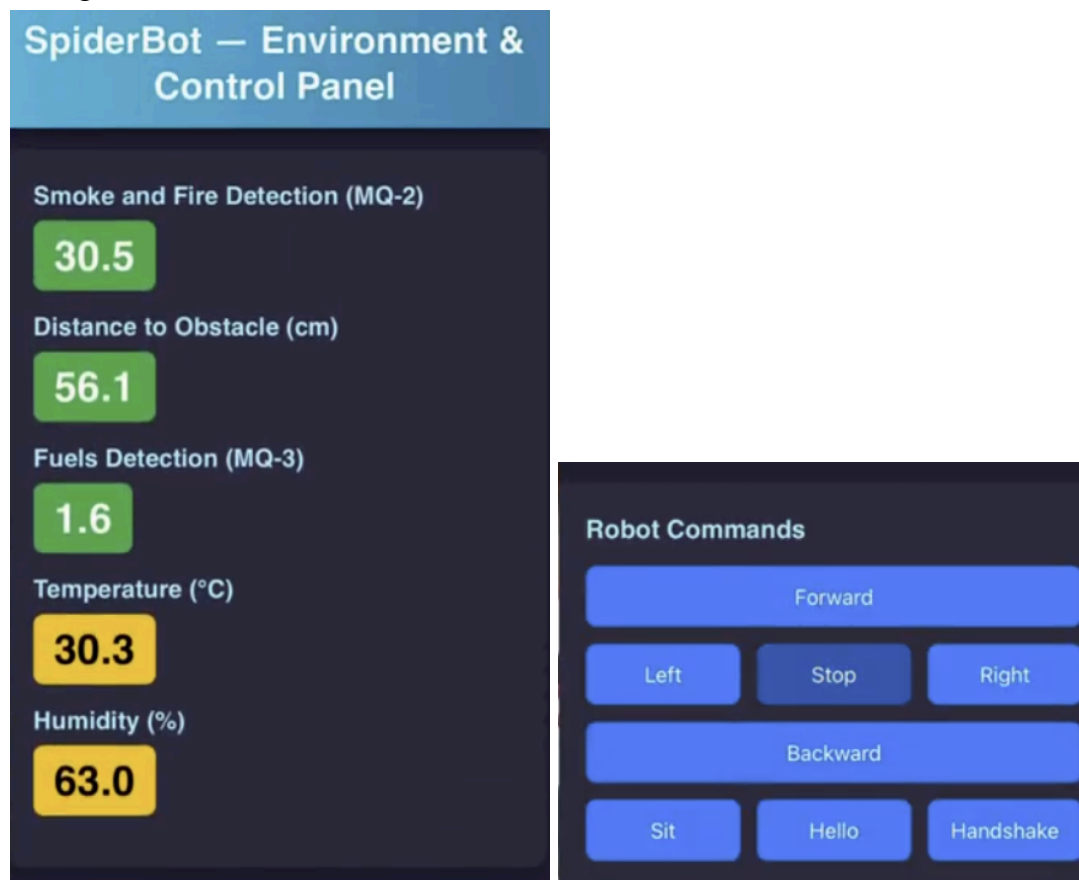 SpiderBot — Environment &
Control Panel
Smoke and Fire Detection (MQ-2)
30.5
Distance to Obstacle (cm)
56.1
Fuels Detection (MQ-3)
1.6
Temperature (°C)
30.3
Humidity (%)
63.0
Robot Commands
Forward
Left Stop Right
Backward
Sit Hello Handshake